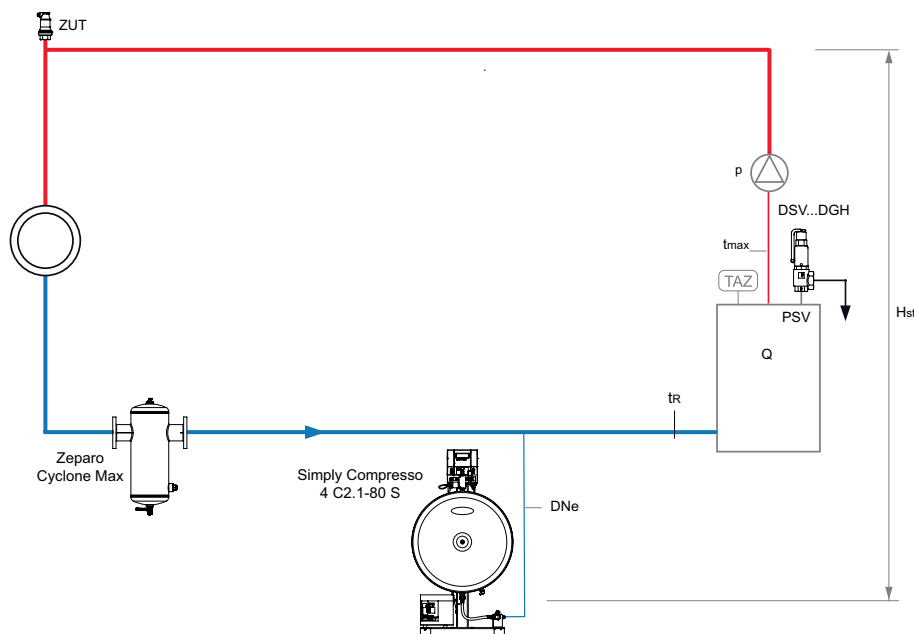 ZUT
p
DSV...DGH
tmax
TAZ
PSV
Hst
Q
tR
Zeparo
Cyclone Max
Simply Compresso
4 C2.1-80 S
DNe